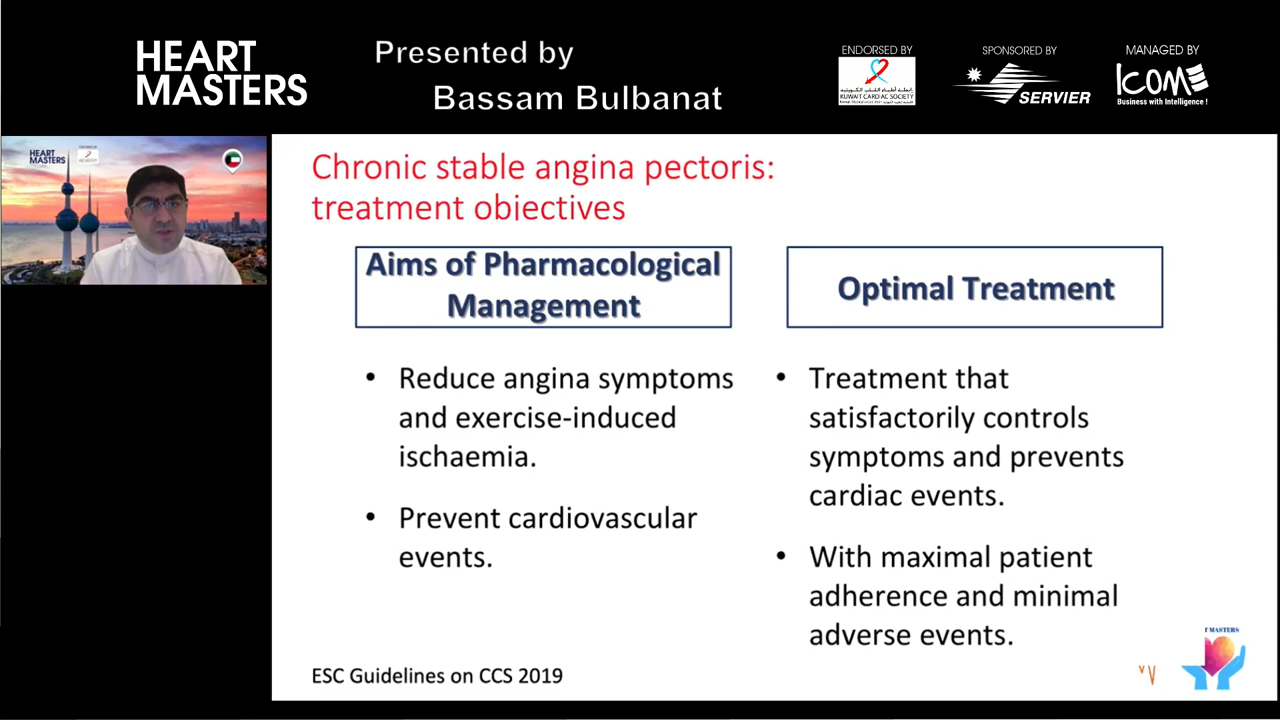 HEART
MASTERS
Presented by
Bassam Bulbanat
ENDORSED BY
KUWAIT CARDIAC SOCIETY
SPONSORED BY
SERVIER
MANAGED BY
ICOME
Business with Intelligence !
HEART
MASTERS
Chronic stable angina pectoris:
treatment objectives
Aims of Pharmacological
Management
• Reduce angina symptoms
and exercise-induced
ischaemia.
• Prevent cardiovascular
events.
Optimal Treatment
• Treatment that
satisfactorily controls
symptoms and prevents
cardiac events.
• With maximal patient
adherence and minimal
adverse events.
ESC Guidelines on CCS 2019
T MASTERS